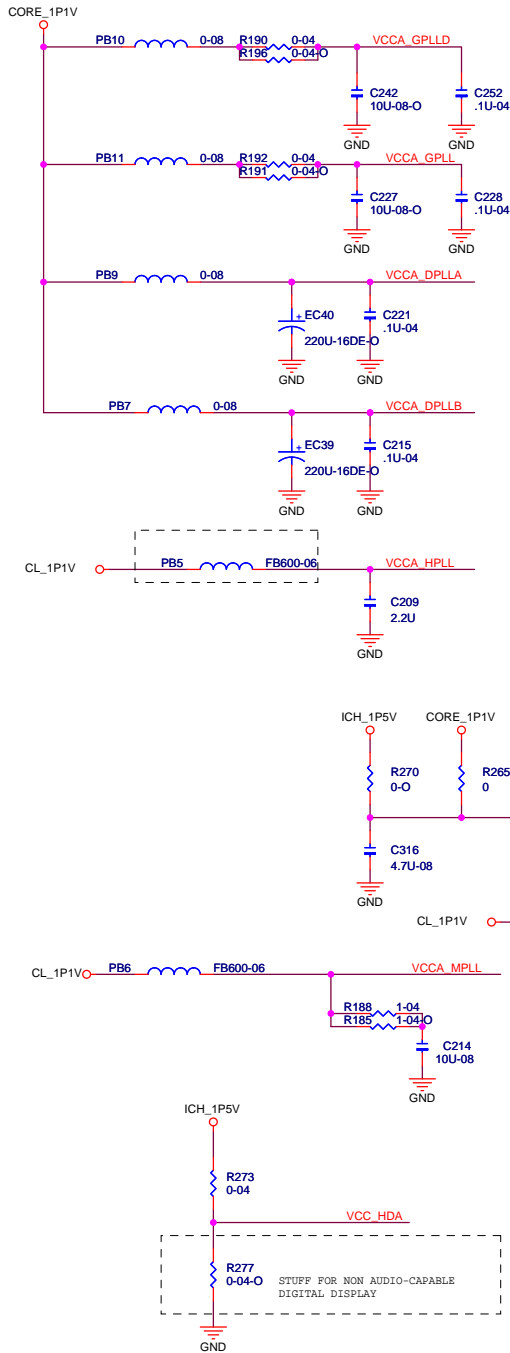 CORE_1P1V
PB10
0-08
R190
0-04
R196
0-04-O
VCCA_GPLLD
C242
10U-08-O
C252
.1U-04
GND
GND
PB11
0-08
R192
0-04
R191
0-04-O
VCCA_GPLL
C227
10U-08-O
C228
.1U-04
GND
GND
PB9
0-08
VCCA_DPLLA
+ EC40
220U-16DE-O
C221
.1U-04
GND
GND
PB7
0-08
VCCA_DPLLB
+ EC39
220U-16DE-O
C215
.1U-04
GND
GND
CL_1P1V
PB5
FB600-06
VCCA_HPLL
C209
2.2U
GND
ICH_1P5V
CORE_1P1V
R270
0-O
R265
0
C316
4.7U-08
GND
CL_1P1V
CL_1P1V
PB6
FB600-06
VCCA_MPLL
R188
1-04
R185
1-04-O
C214
10U-08
GND
ICH_1P5V
R273
0-04
VCC_HDA
R277
0-04-O
STUFF FOR NON AUDIO-CAPABLE
DIGITAL DISPLAY
GND